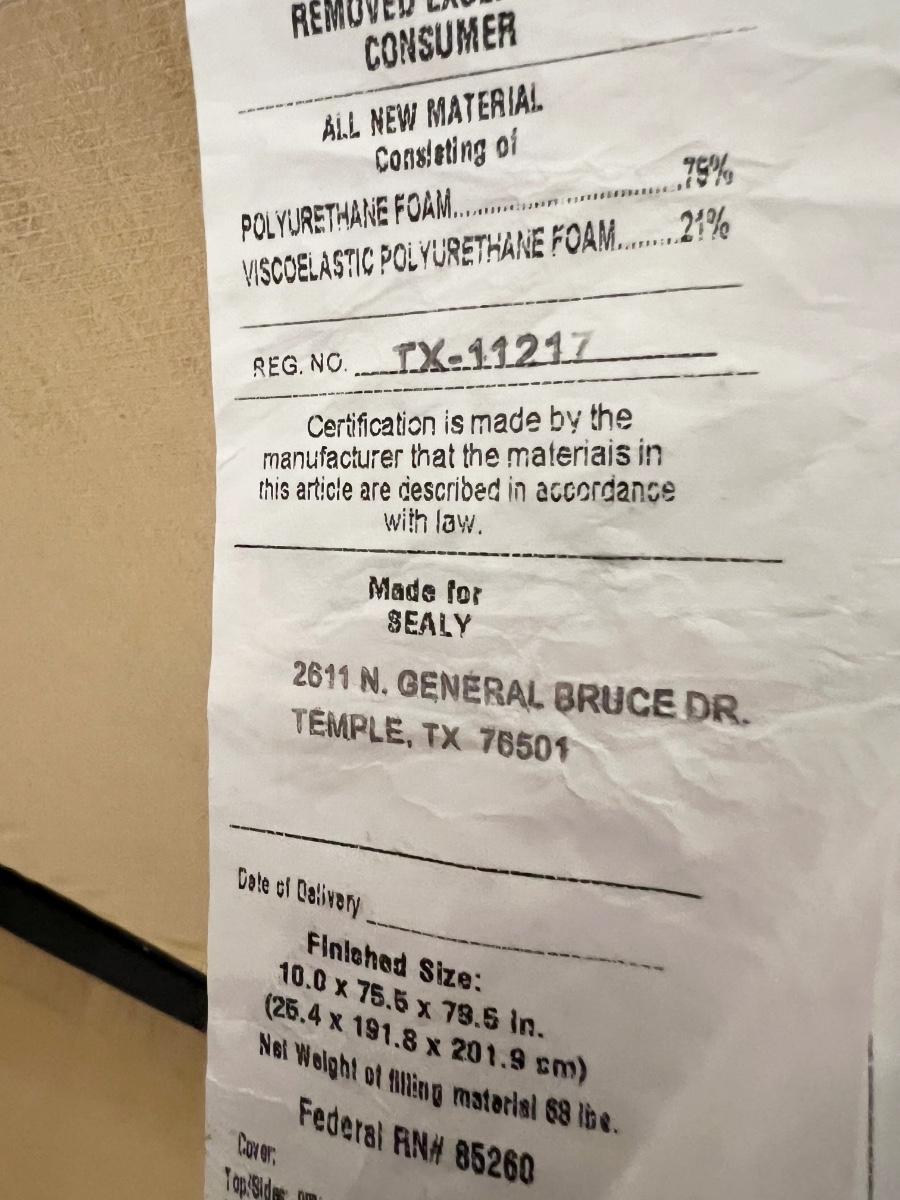 REMOVED
CONSUMER
ALL NEW MATERIAL
Consisting of
POLYURETHANE FOAM..............................79%
VISCOELASTIC POLYURETHANE FOAM.........21%
REG. NO. TX-11217
Certification is made by the
manufacturer that the materials in
this article are described in accordance
with law.
Made for
SEALY
2611 N. GENERAL BRUCE DR.
TEMPLE, TX 76501
Date of Delivery
Finished Size:
10.0 x 75.5 x 79.5 in.
(25.4 x 191.8 x 201.9 cm)
Net Weight of filling material 68 lbs.
Federal RN# 85260
Cover:
Top/Sides: